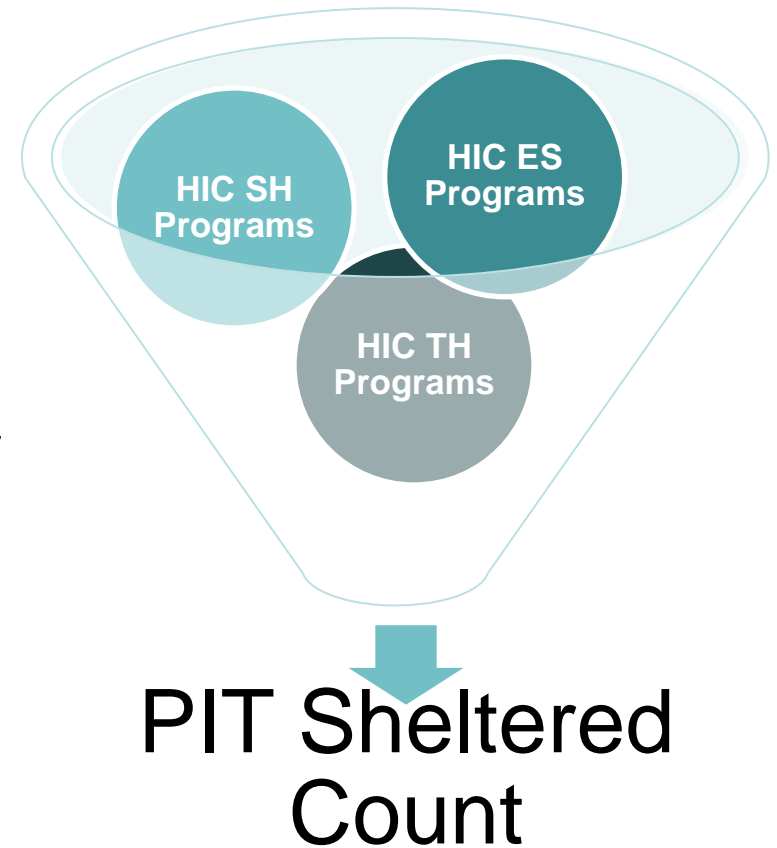 HIC SH
Programs
HIC ES
Programs
HIC TH
Programs
PIT Sheltered
Count